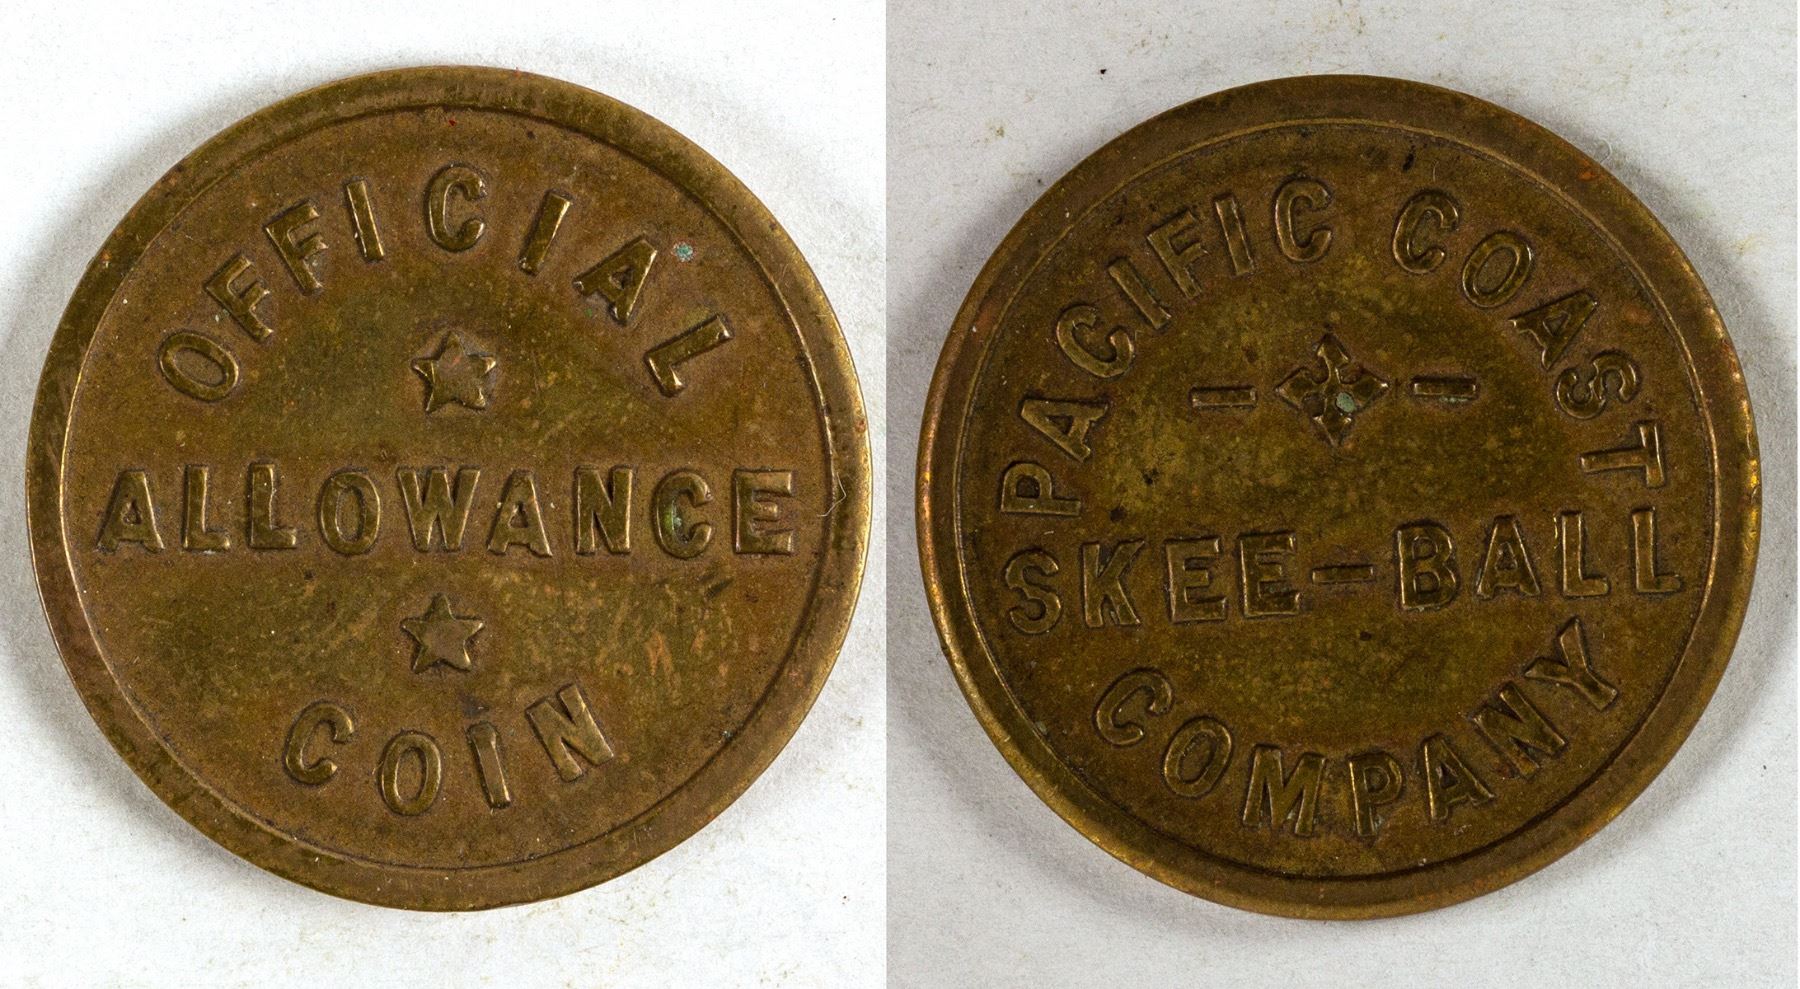 OFFICIAL
ALLOWANCE
COIN
PACIFIC COAST
SKEE-BALL
COMPANY